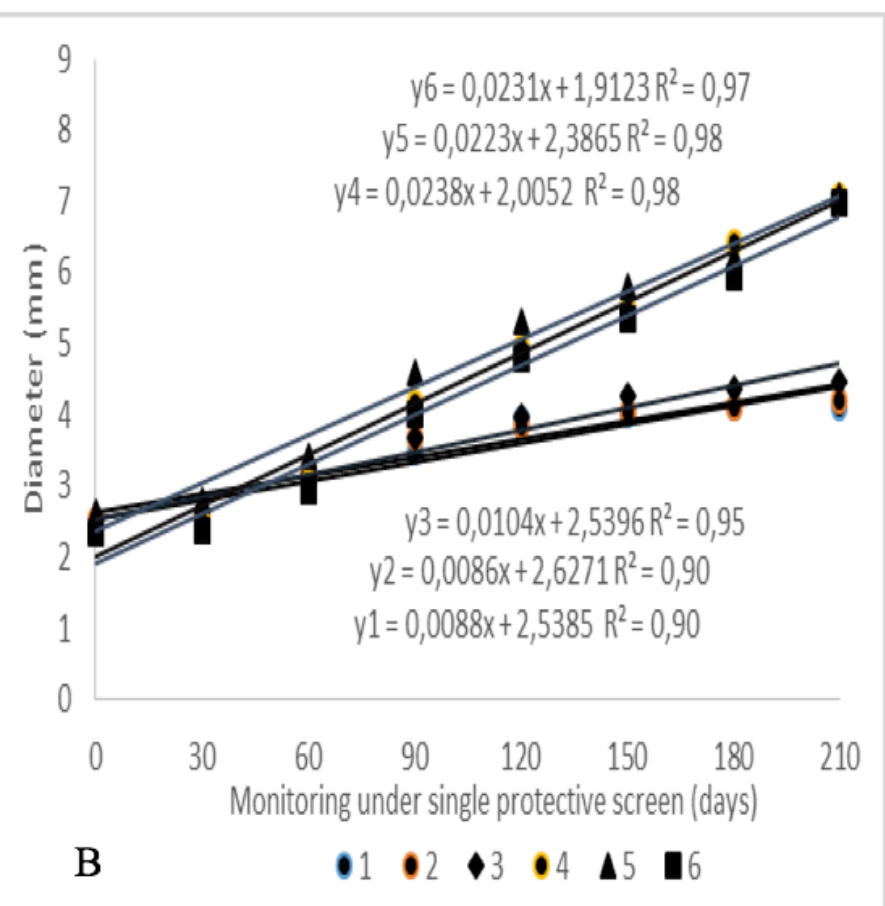 9
8
7
6
5
4
3
2
1
0
Diameter (mm)
y6 = 0,0231x + 1,9123 R² = 0,97
y5 = 0,0223x + 2,3865 R² = 0,98
y4 = 0,0238x + 2,0052 R² = 0,98
y3 = 0,0104x + 2,5396 R² = 0,95
y2 = 0,0086x + 2,6271 R² = 0,90
y1 = 0,0088x + 2,5385 R² = 0,90
0 30 60 90 120 150 180 210
Monitoring under single protective screen (days)
B 1 2 3 4 5 6